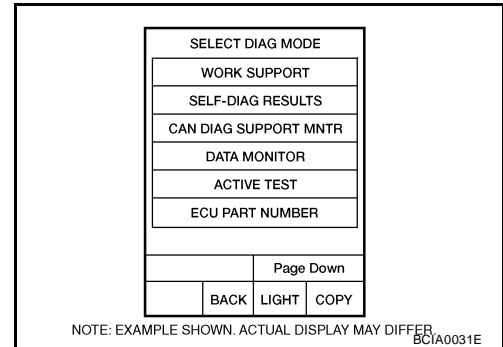 SELECT DIAG MODE
WORK SUPPORT
SELF-DIAG RESULTS
CAN DIAG SUPPORT MNTR
DATA MONITOR
ACTIVE TEST
ECU PART NUMBER
Page Down
BACK LIGHT COPY
NOTE: EXAMPLE SHOWN. ACTUAL DISPLAY MAY DIFFER.
BCIA0031E